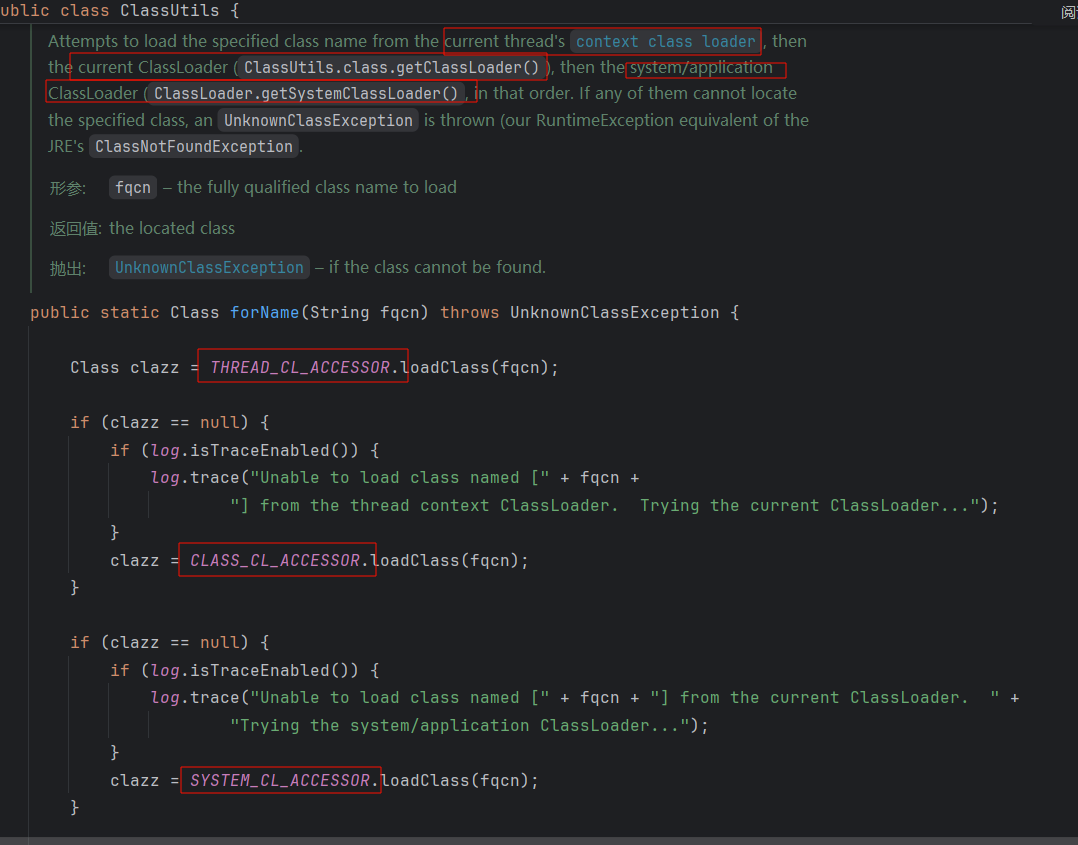 ublic class ClassUtils {
阅
Attempts to load the specified class name from the current thread's context class loader, then
the current ClassLoader (ClassUtils.class.getClassLoader()), then the system/application
ClassLoader (ClassLoader.getSystemClassLoader(), in that order. If any of them cannot locate
the specified class, an UnknownClassException is thrown (our RuntimeException equivalent of the
JRE's ClassNotFoundException.
形参: fqcn – the fully qualified class name to load
返回值: the located class
抛出: UnknownClassException – if the class cannot be found.
public static Class forName(String fqcn) throws UnknownClassException {
Class clazz = THREAD_CL_ACCESSOR.loadClass(fqcn);
if (clazz == null) {
if (log.isTraceEnabled()) {
log.trace("Unable to load class named [" + fqcn +
"] from the thread context ClassLoader.  Trying the current ClassLoader...");
}
clazz = CLASS_CL_ACCESSOR.loadClass(fqcn);
}
if (clazz == null) {
if (log.isTraceEnabled()) {
log.trace("Unable to load class named [" + fqcn + "] from the current ClassLoader.  " +
"Trying the system/application ClassLoader...");
}
clazz = SYSTEM_CL_ACCESSOR.loadClass(fqcn);
}